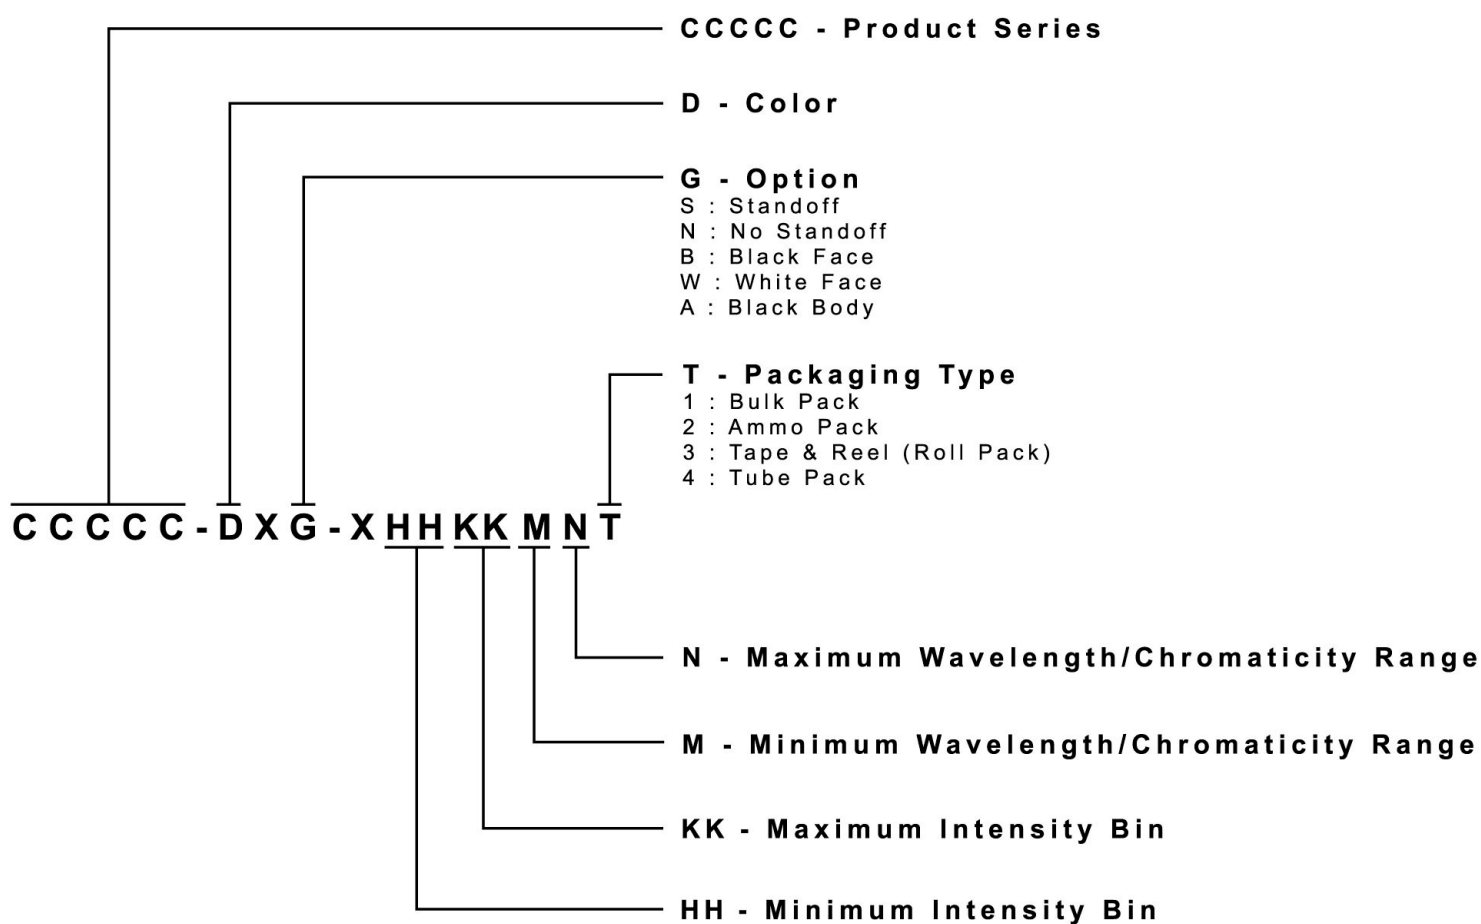 CCCCC - Product Series
D - Color
G - Option
S : Standoff
N : No Standoff
B : Black Face
W : White Face
A : Black Body
T - Packaging Type
1 : Bulk Pack
2 : Ammo Pack
3 : Tape & Reel (Roll Pack)
4 : Tube Pack
CCCCC-DXG-XHHKKMNT
N - Maximum Wavelength/Chromaticity Range
M - Minimum Wavelength/Chromaticity Range
KK - Maximum Intensity Bin
HH - Minimum Intensity Bin